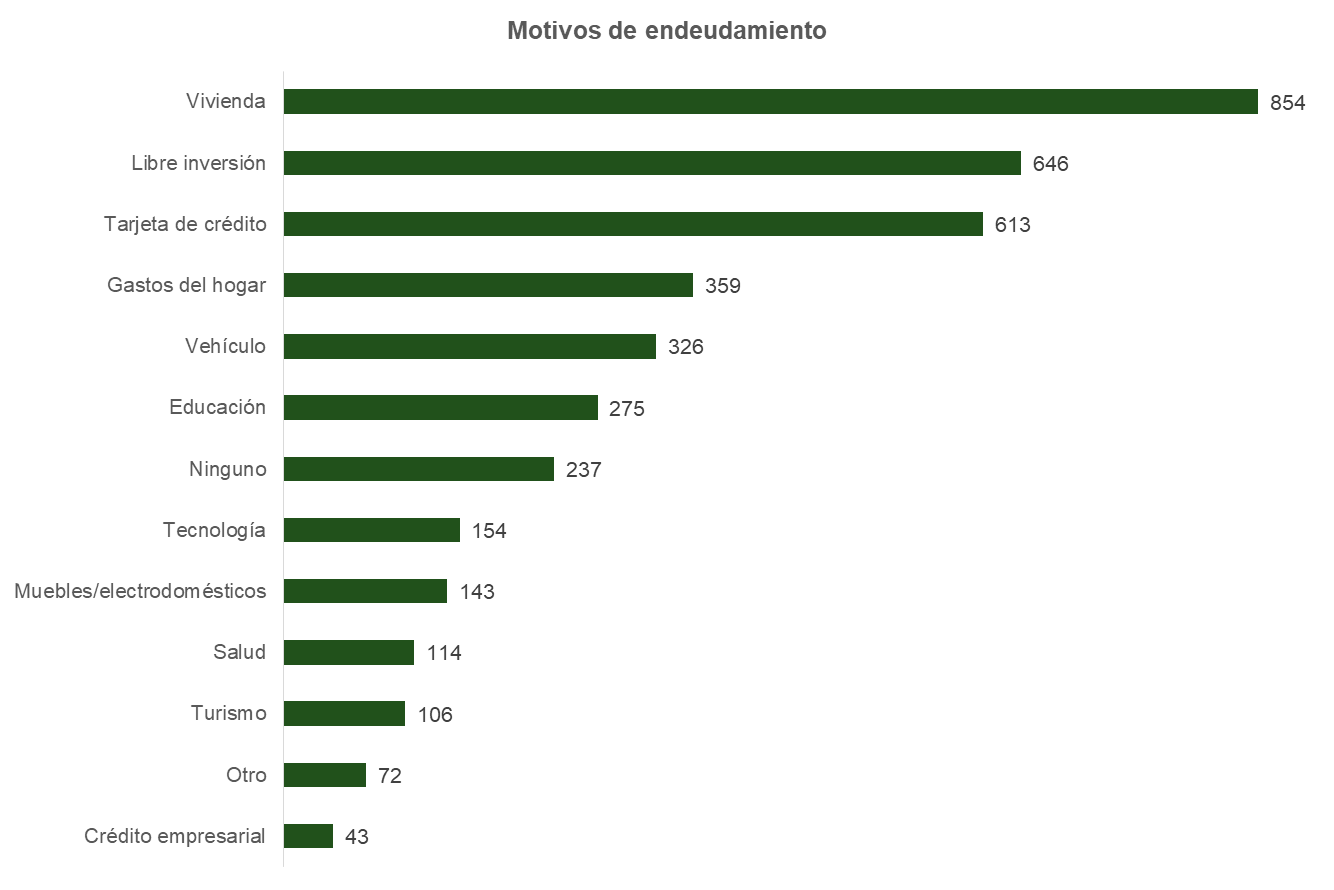 Motivos de endeudamiento
Vivienda 854
Libre inversión 646
Tarjeta de crédito 613
Gastos del hogar 359
Vehículo 326
Educación 275
Ninguno 237
Tecnología 154
Muebles/electrodomésticos 143
Salud 114
Turismo 106
Otro 72
Crédito empresarial 43